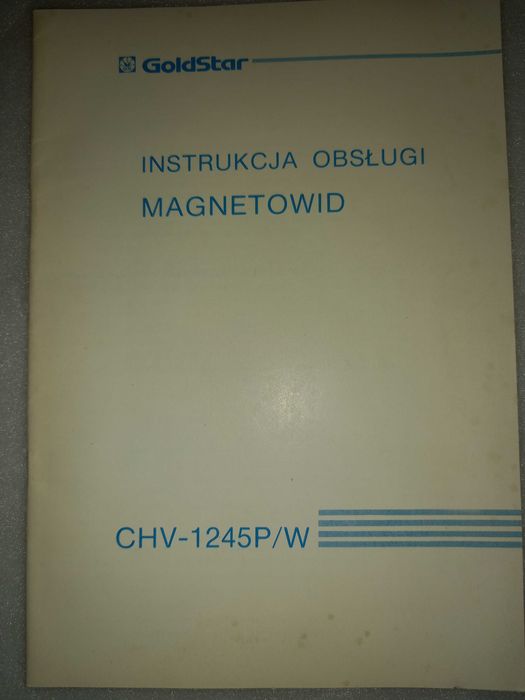 GoldStar
INSTRUKCJA OBSŁUGI
MAGNETOWID
CHV-1245P/W